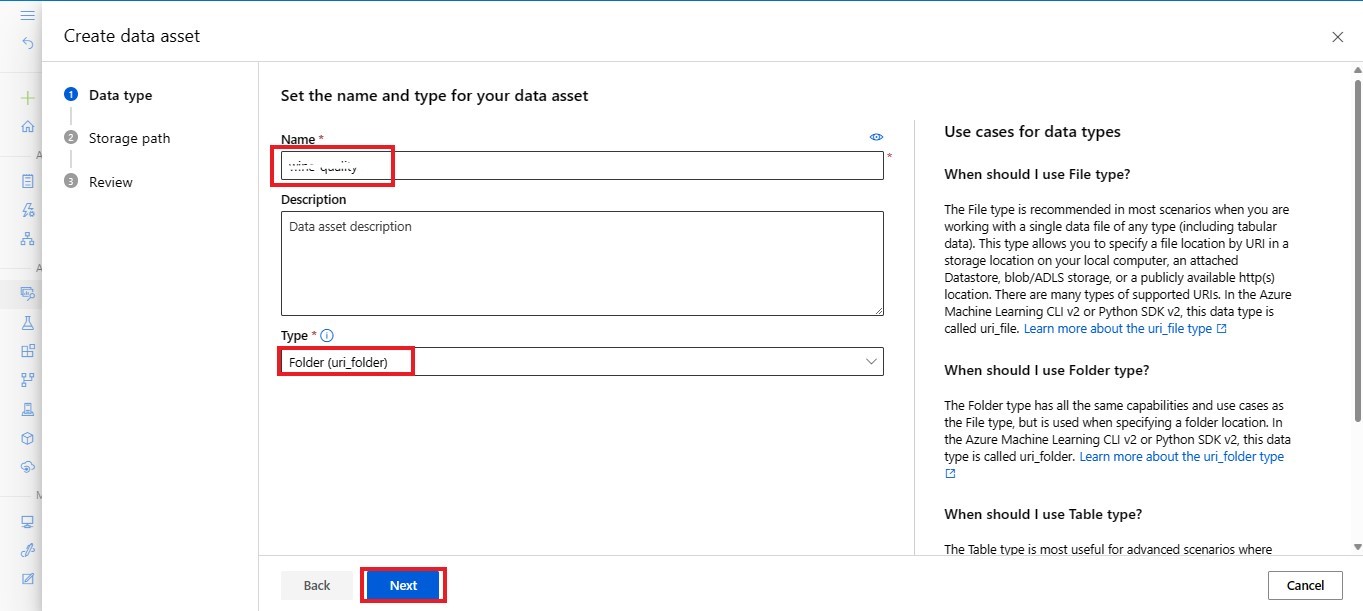 Create data asset
1 Data type
2 Storage path
3 Review
Set the name and type for your data asset
Name *
wine-quality
*
Description
Data asset description
Type *
Folder (uri_folder)
Back
Next
Use cases for data types
When should I use File type?
The File type is recommended in most scenarios when you are
working with a single data file of any type (including tabular
data). This type allows you to specify a file location by URI in a
storage location on your local computer, an attached
Datastore, blob/ADLS storage, or a publicly available http(s)
location. There are many types of supported URIs. In the Azure
Machine Learning CLI v2 or Python SDK v2, this data type is
called uri_file. Learn more about the uri_file type
When should I use Folder type?
The Folder type has all the same capabilities and use cases as
the File type, but is used when specifying a folder location. In
the Azure Machine Learning CLI v2 or Python SDK v2, this data
type is called uri_folder. Learn more about the uri_folder type
When should I use Table type?
The Table type is most useful for advanced scenarios where
Cancel